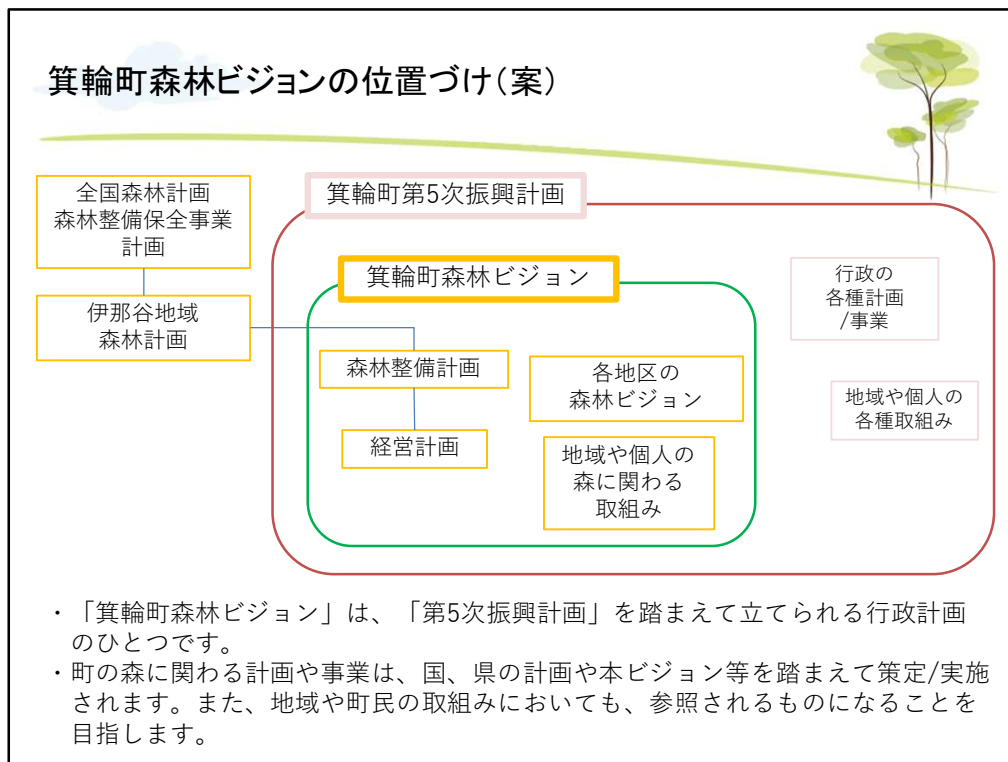 箕輪町森林ビジョンの位置づけ(案)
全国森林計画
森林整備保全事業
計画
伊那谷地域
森林計画
箕輪町第5次振興計画
箕輪町森林ビジョン
森林整備計画
経営計画
各地区の
森林ビジョン
地域や個人の
森に関わる
取組み
行政の
各種計画
/事業
地域や個人の
各種取組み
・「箕輪町森林ビジョン」は、「第5次振興計画」を踏まえて立てられる行政計画
のひとつです。
・町の森に関わる計画や事業は、国、県の計画や本ビジョン等を踏まえて策定/実施
されます。また、地域や町民の取組みにおいても、参照されるものになることを
目指します。